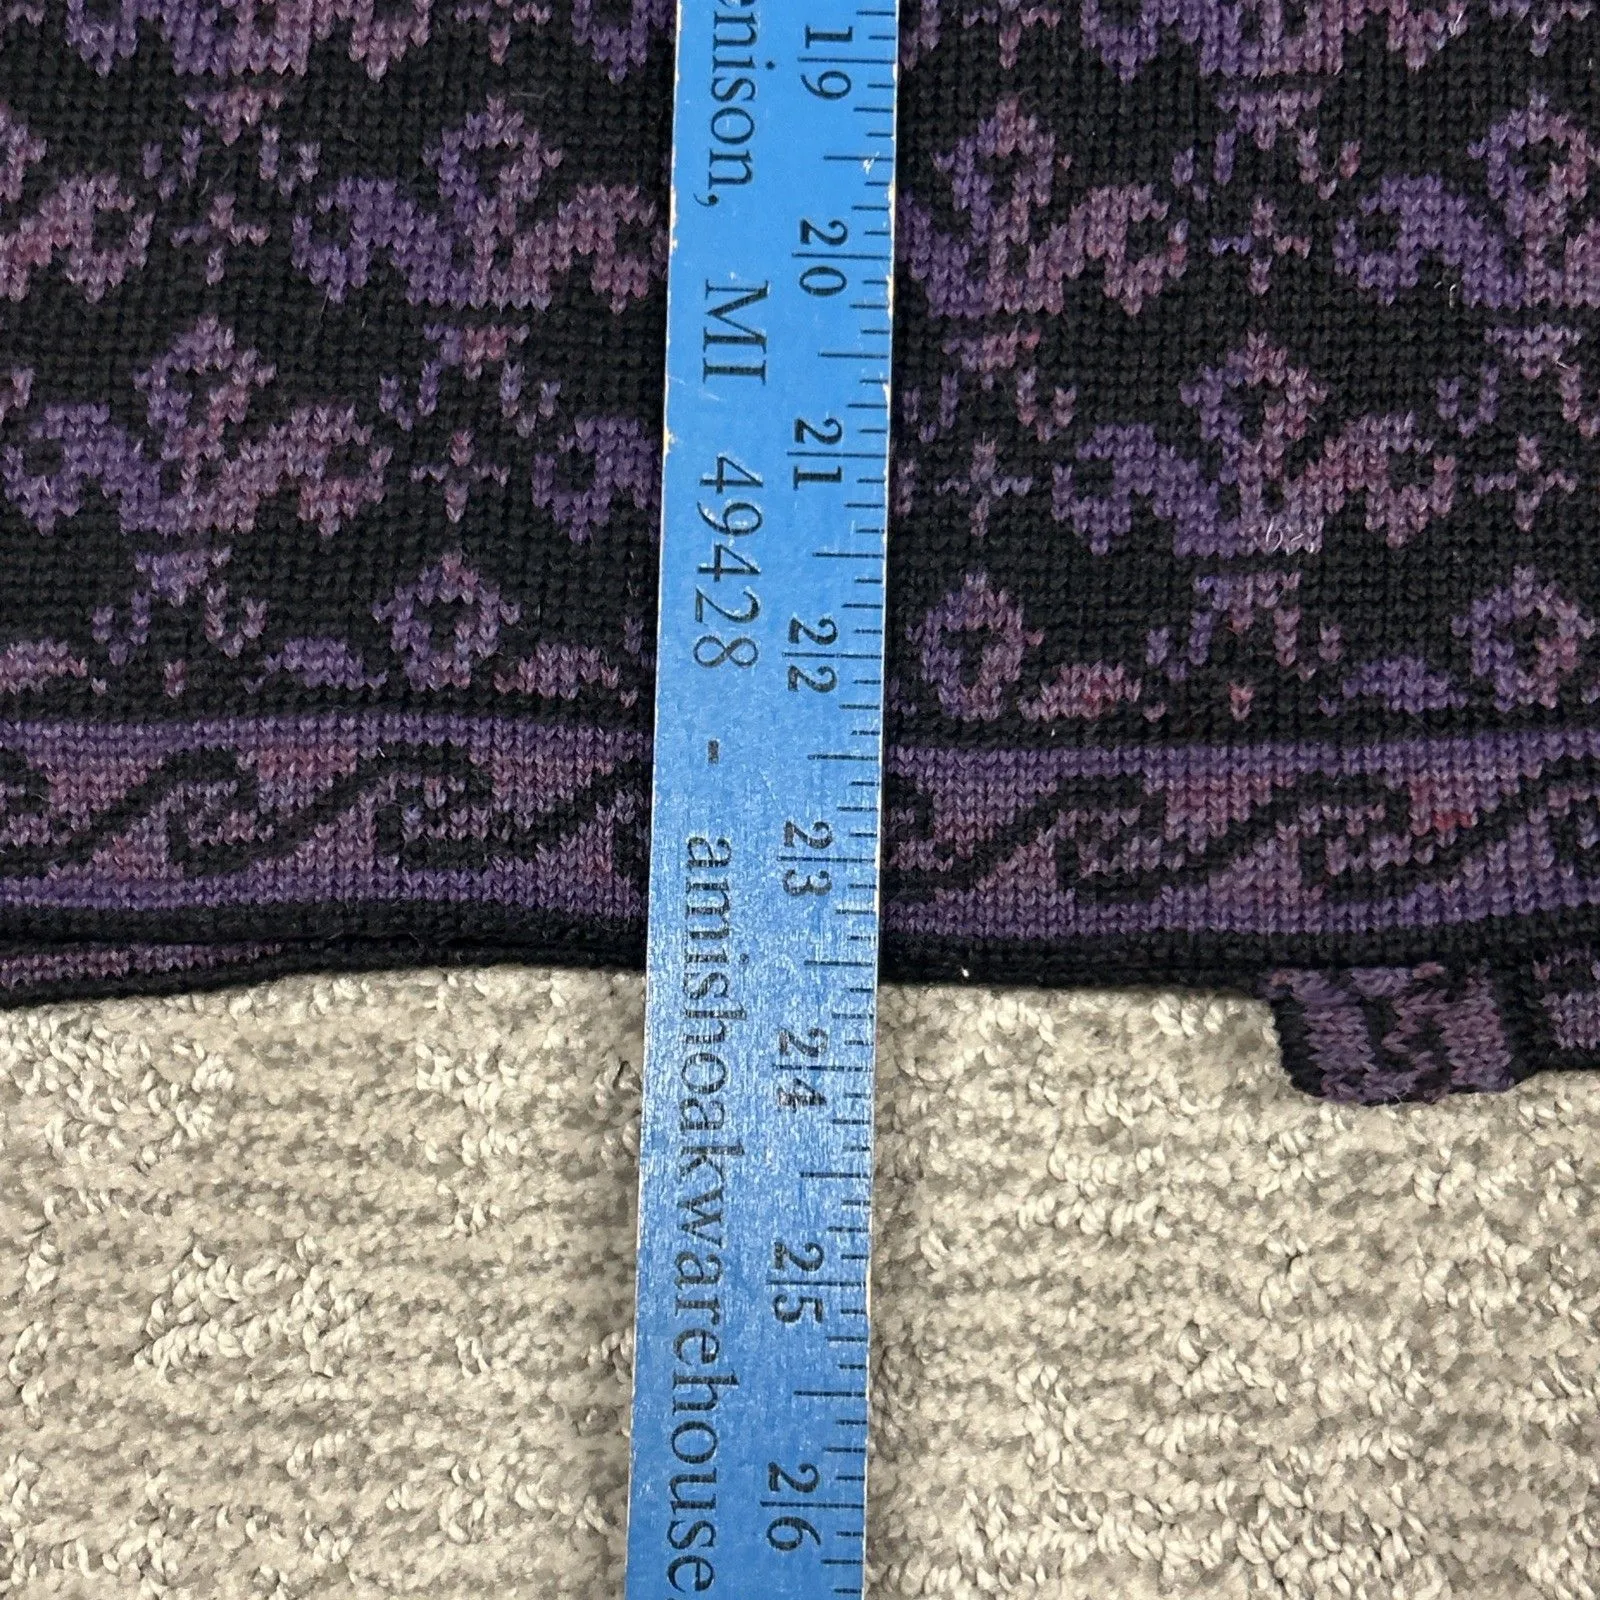 enison, MI 49428 - amishoakwarehouse.
19 20 21 22 23 24 25 26